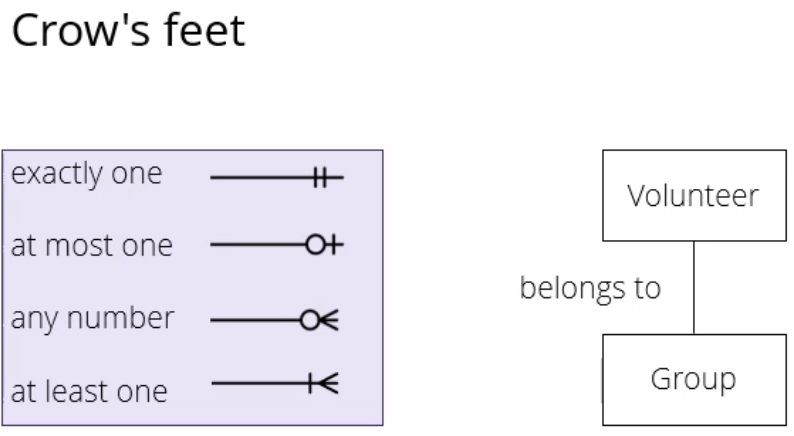 Crow's feet
exactly one
at most one
any number
at least one
Volunteer
belongs to
Group